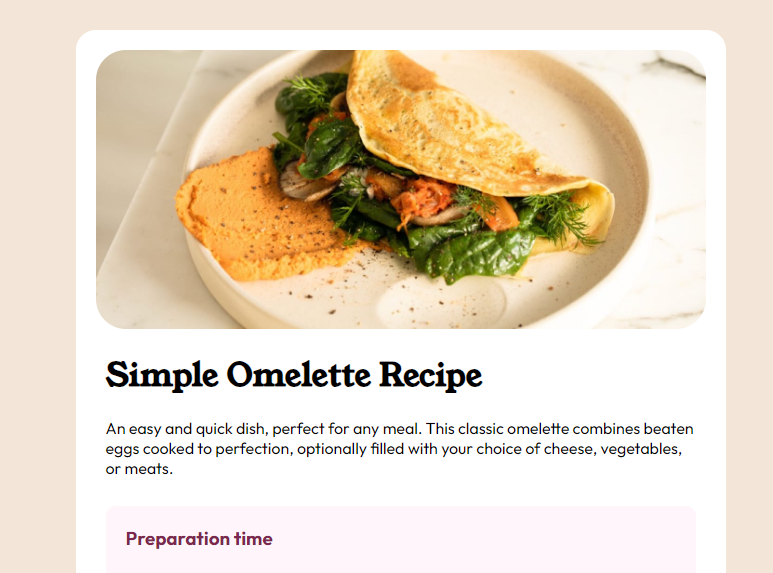 Simple Omelette Recipe
An easy and quick dish, perfect for any meal. This classic omelette combines beaten
eggs cooked to perfection, optionally filled with your choice of cheese, vegetables,
or meats.
Preparation time